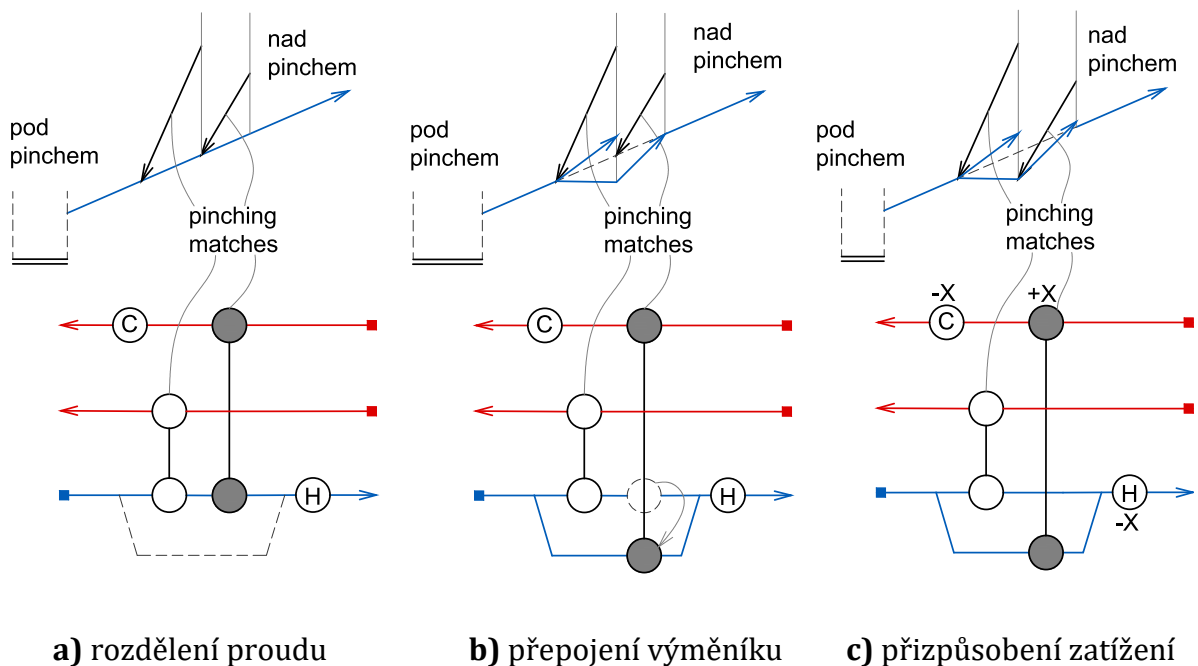 nad
pinchem
pod
pinchem
pinching
matches
C
H
a) rozdělení proudu
nad
pinchem
pod
pinchem
pinching
matches
C
H
b) přepojení výměníku
nad
pinchem
pod
pinchem
pinching
matches
-X
+X
C
H
-X
c) přizpůsobení zatížení